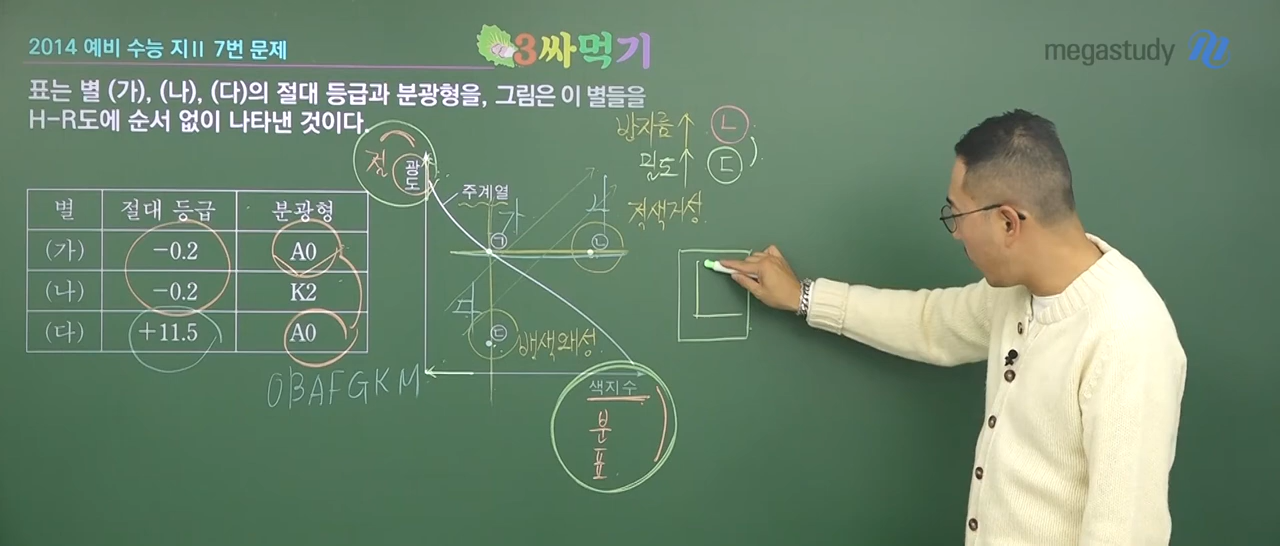 2014 예비 수능 지II 7번 문제
3싸먹기
megastudy
표는 별 (가), (나), (다)의 절대 등급과 분광형을, 그림은 이 별들을
H-R도에 순서 없이 나타낸 것이다.
반지름↑ ㄴ
밀도↑ ㄷ
적색거성
절
광도
주계열
가
나
ㄱ
ㄴ
다
ㄷ
백색왜성
색지수
분
표
별 절대 등급 분광형
(가) -0.2 A0
(나) -0.2 K2
(다) +11.5 A0
OBAFGKM